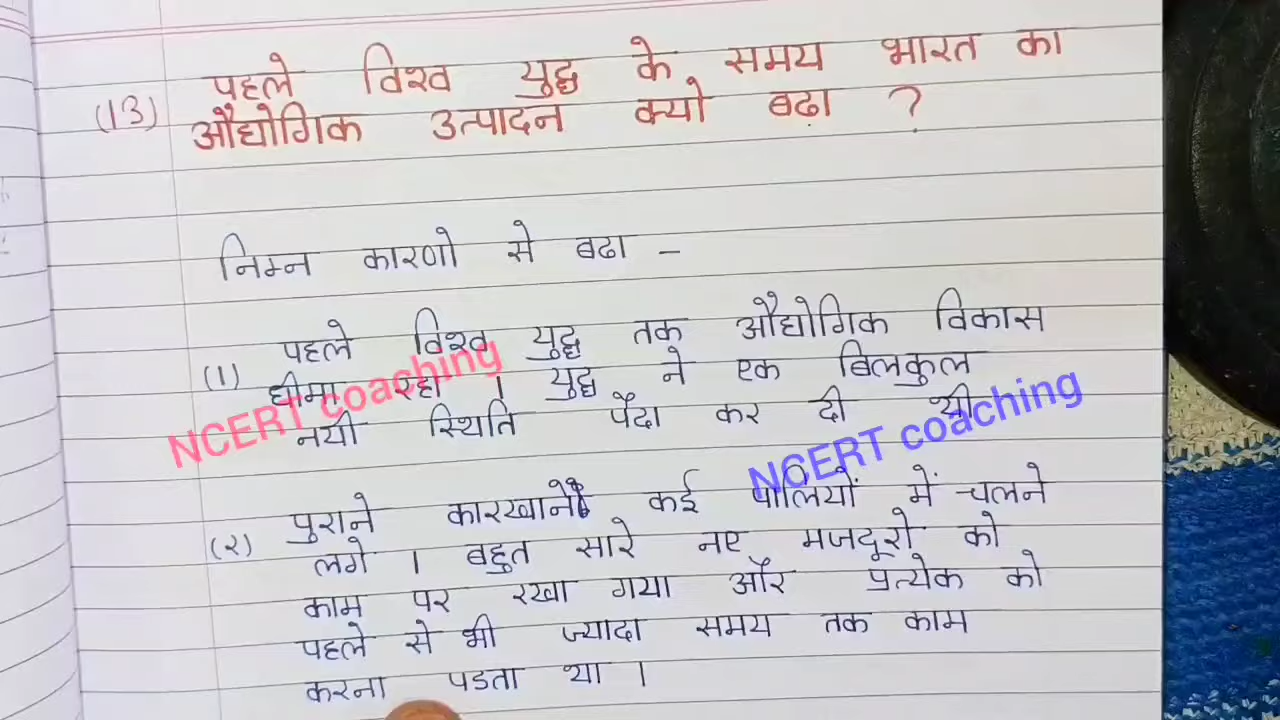 (13) पहले विश्व युद्ध के समय भारत का
औद्योगिक उत्पादन क्यो बढा ?
निम्न कारणो से बढा -
(1) पहले विश्व युद्ध तक औद्योगिक विकास
धीमा रहा । युद्ध ने एक बिलकुल
नयी स्थिति पैदा कर दी थी
NCERT coaching
NCERT coaching
(२) पुराने कारखाने कई पालियों में चलने
लगे । बहुत सारे नए मजदूरो को
काम पर रखा गया और प्रत्येक को
पहले से भी ज्यादा समय तक काम
करना पडता था ।